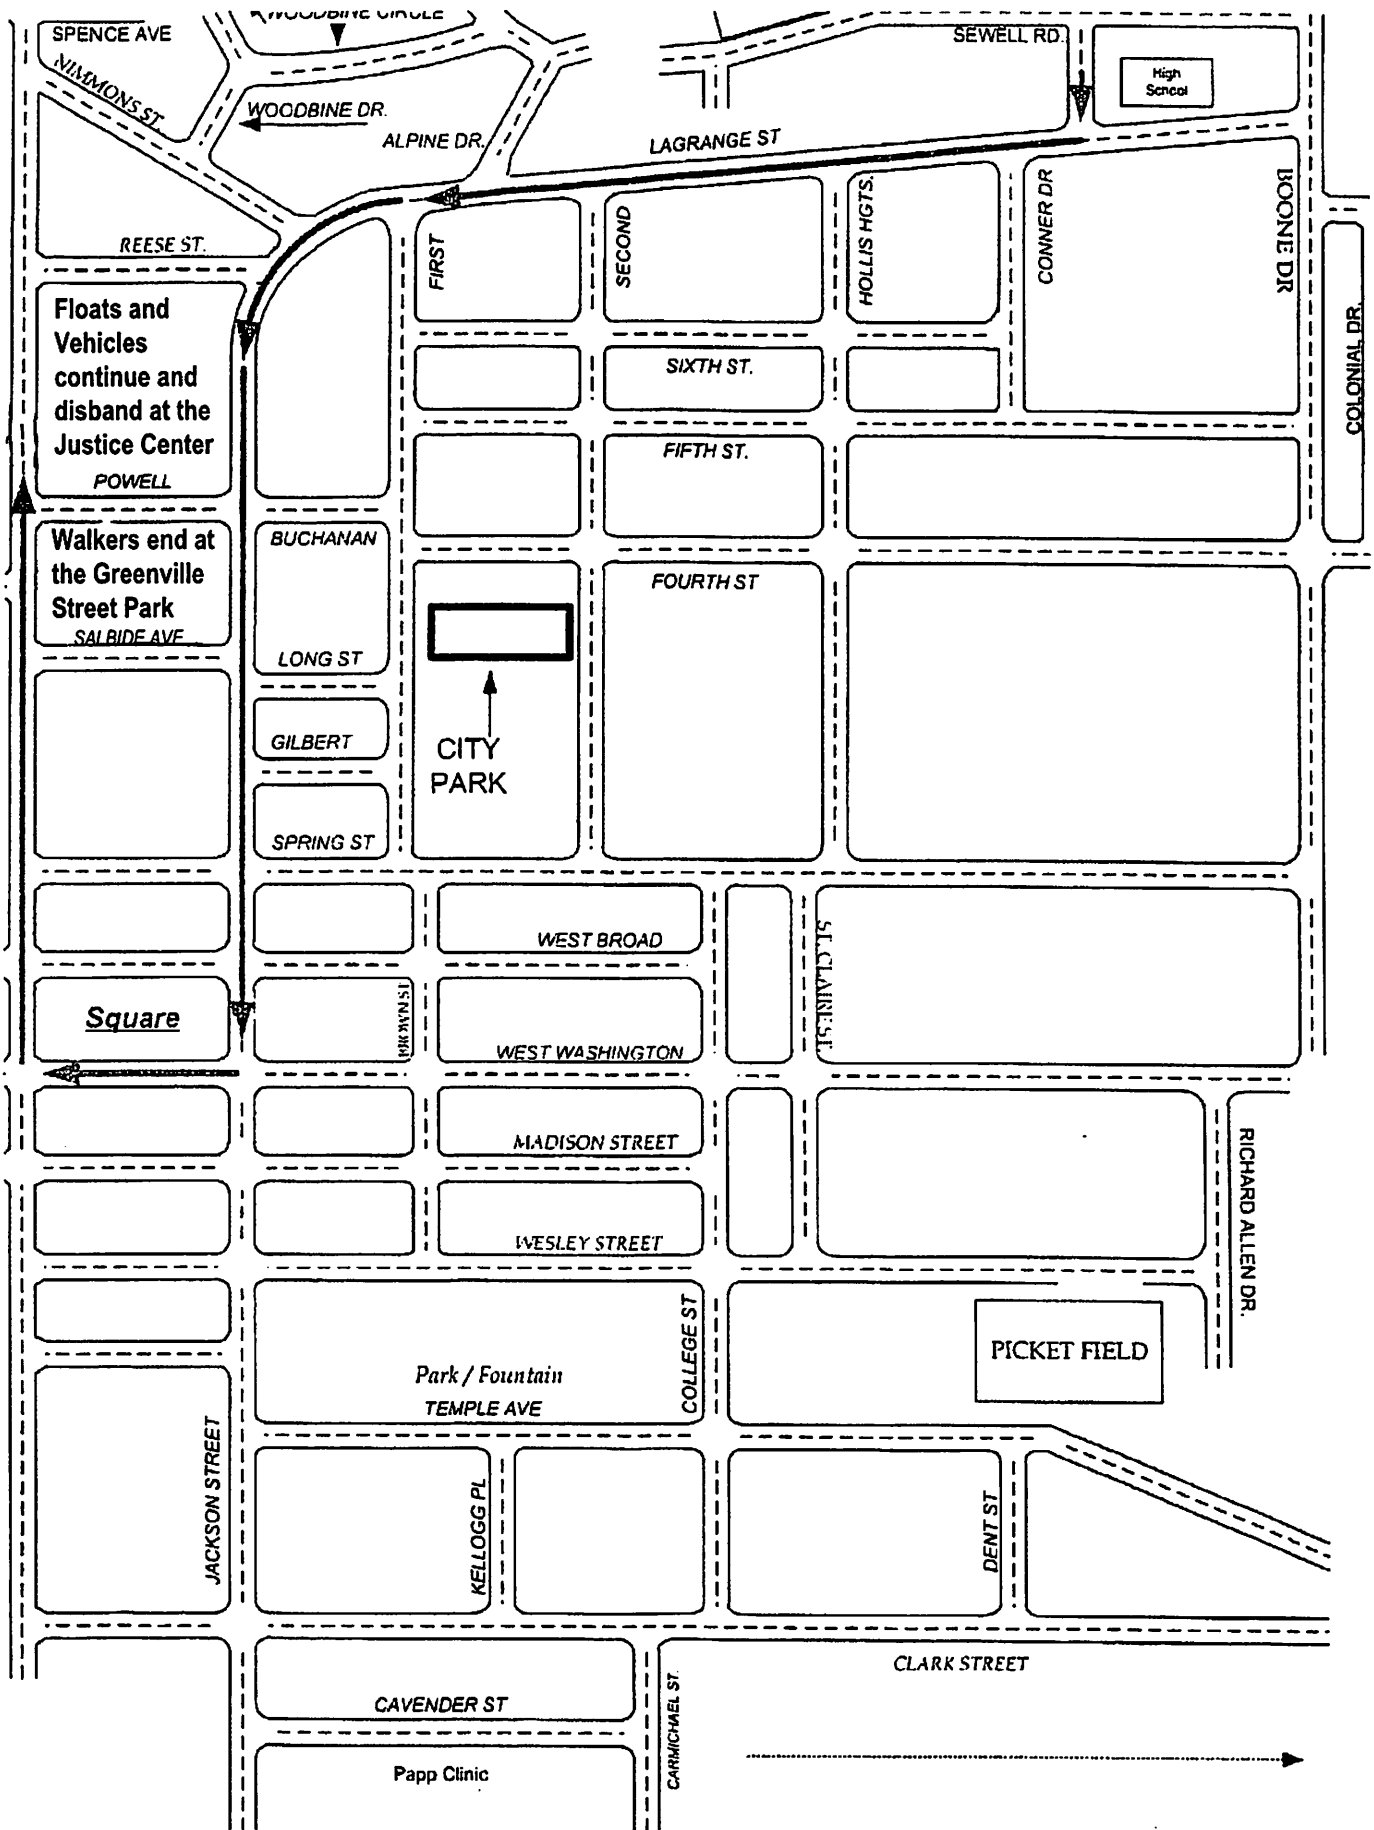 WOODBINE CIRCLE
SPENCE AVE
SEWELL RD.
NIMMONS ST.
High
School
WOODBINE DR.
ALPINE DR.
LAGRANGE ST
REESE ST.
FIRST
SECOND
HOLLIS HGTS.
CONNER DR
BOONE DR
COLONIAL DR.
Floats and
Vehicles
continue and
disband at the
Justice Center
POWELL
SIXTH ST.
FIFTH ST.
Walkers end at
the Greenville
Street Park
SALBIDE AVE
BUCHANAN
FOURTH ST
LONG ST
GILBERT
CITY
PARK
SPRING ST
WEST BROAD
ST. CLAIRE ST.
Square
BROWN ST
WEST WASHINGTON
MADISON STREET
RICHARD ALLEN DR.
WESLEY STREET
COLLEGE ST
PICKET FIELD
Park / Fountain
TEMPLE AVE
JACKSON STREET
KELLOGG PL
DENT ST
CLARK STREET
CAVENDER ST
CARMICHAEL ST.
Papp Clinic